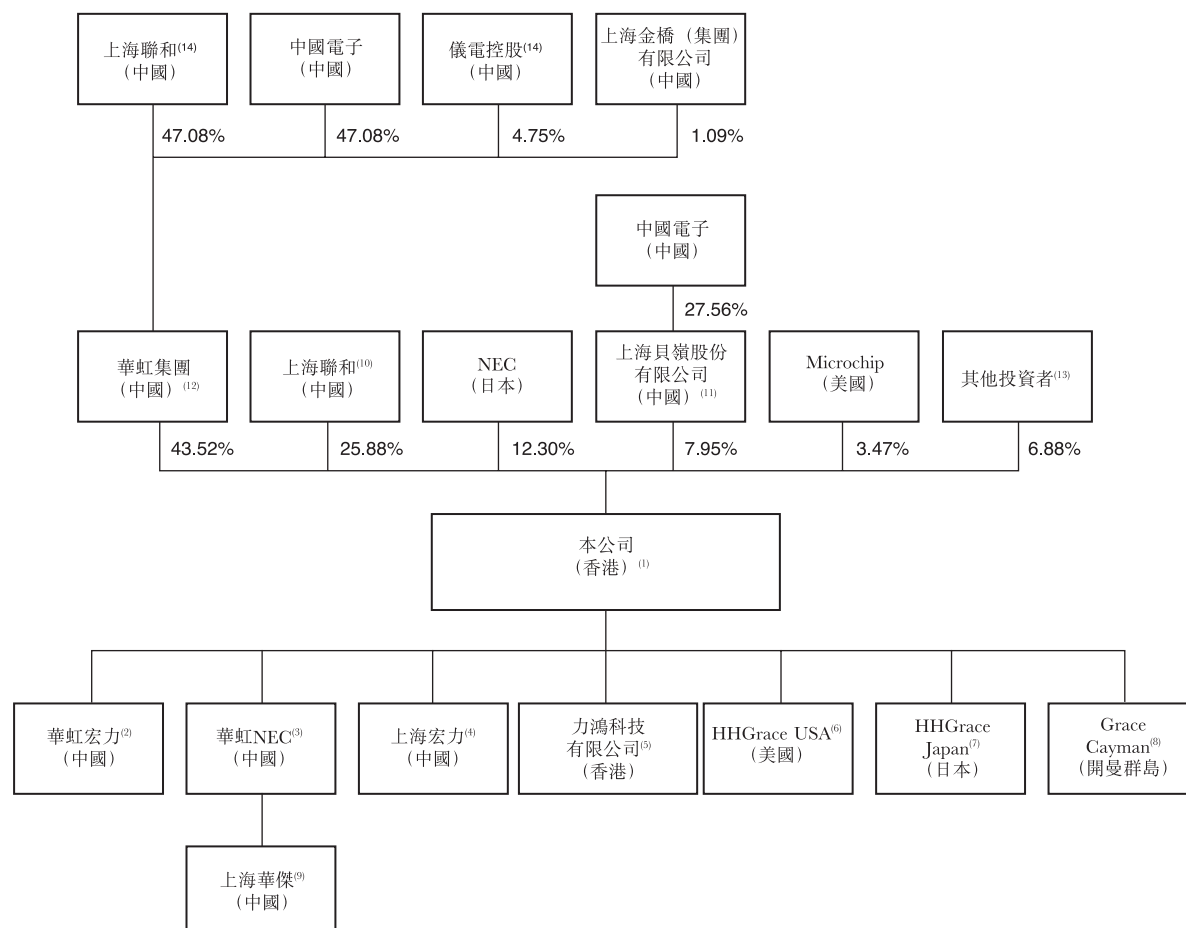 上海聯和(14)
（中國）
中國電子
（中國）
儀電控股(14)
（中國）
上海金橋（集團）
有限公司
（中國）
47.08%
47.08%
4.75%
1.09%
中國電子
（中國）
27.56%
華虹集團
（中國）(12)
上海聯和(10)
（中國）
NEC
（日本）
上海貝嶺股份
有限公司
（中國）(11)
Microchip
（美國）
其他投資者(13)
43.52%
25.88%
12.30%
7.95%
3.47%
6.88%
本公司
（香港）(1)
華虹宏力(2)
（中國）
華虹NEC(3)
（中國）
上海宏力(4)
（中國）
力鴻科技
有限公司(5)
（香港）
HHGrace USA(6)
（美國）
HHGrace
Japan(7)
（日本）
Grace
Cayman(8)
（開曼群島）
上海華傑(9)
（中國）